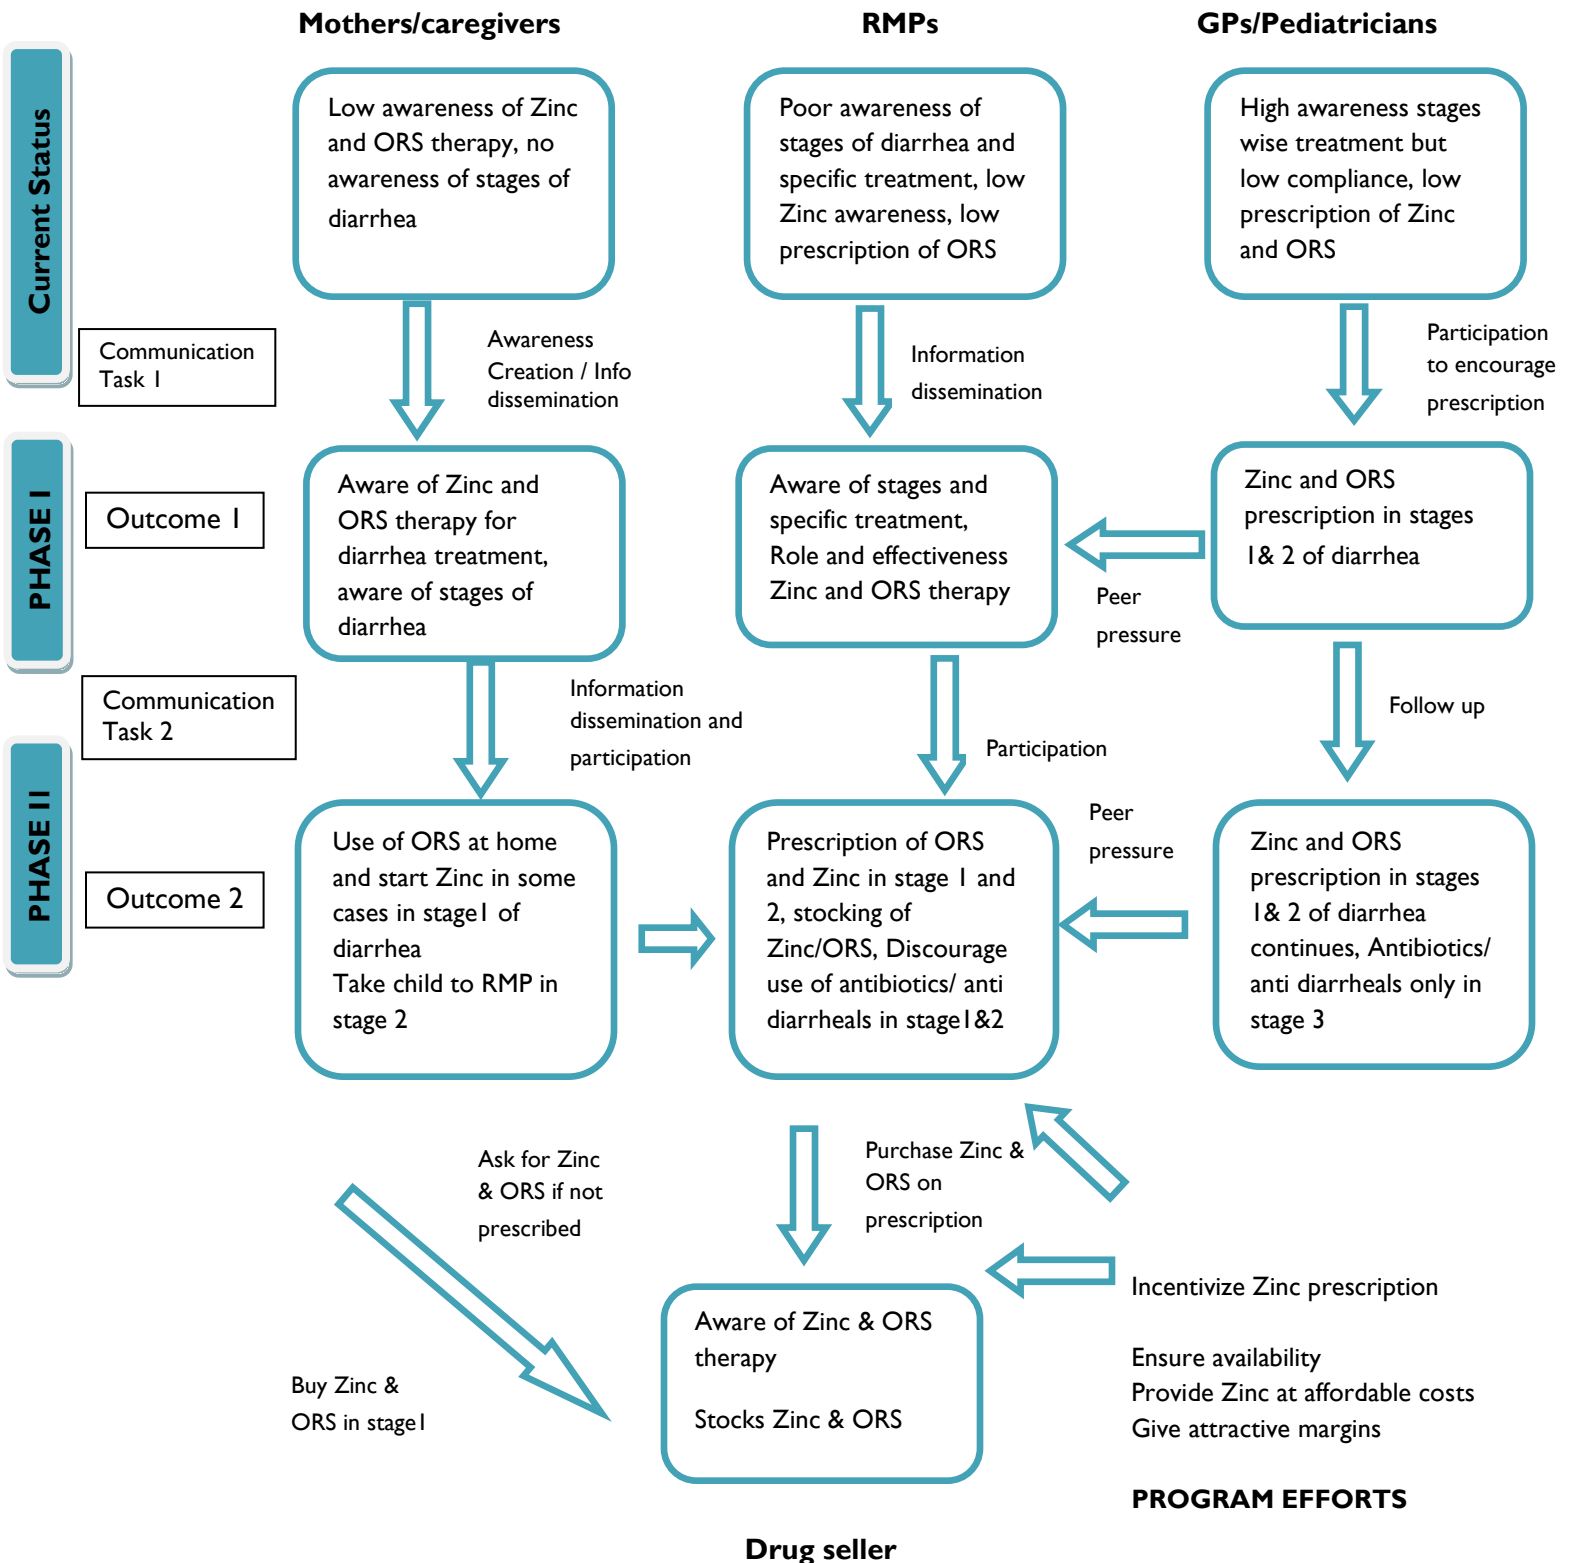 Mothers/caregivers
RMPs
GPs/Pediatricians
Current Status
Low awareness of Zinc
and ORS therapy, no
awareness of stages of
diarrhea
Poor awareness of
stages of diarrhea and
specific treatment, low
Zinc awareness, low
prescription of ORS
High awareness stages
wise treatment but
low compliance, low
prescription of Zinc
and ORS
Communication
Task 1
Awareness
Creation / Info
dissemination
Information
dissemination
Participation
to encourage
prescription
PHASE I
Outcome 1
Aware of Zinc and
ORS therapy for
diarrhea treatment,
aware of stages of
diarrhea
Aware of stages and
specific treatment,
Role and effectiveness
Zinc and ORS therapy
Peer
pressure
Zinc and ORS
prescription in stages
1& 2 of diarrhea
Communication
Task 2
Information
dissemination and
participation
Participation
Follow up
PHASE II
Outcome 2
Use of ORS at home
and start Zinc in some
cases in stage1 of
diarrhea
Take child to RMP in
stage 2
Prescription of ORS
and Zinc in stage 1 and
2, stocking of
Zinc/ORS, Discourage
use of antibiotics/ anti
diarrheals in stage1&2
Peer
pressure
Zinc and ORS
prescription in stages
1& 2 of diarrhea
continues, Antibiotics/
anti diarrheals only in
stage 3
Ask for Zinc
& ORS if not
prescribed
Purchase Zinc &
ORS on
prescription
Buy Zinc &
ORS in stage1
Aware of Zinc & ORS
therapy
Stocks Zinc & ORS
Incentivize Zinc prescription
Ensure availability
Provide Zinc at affordable costs
Give attractive margins
PROGRAM EFFORTS
Drug seller